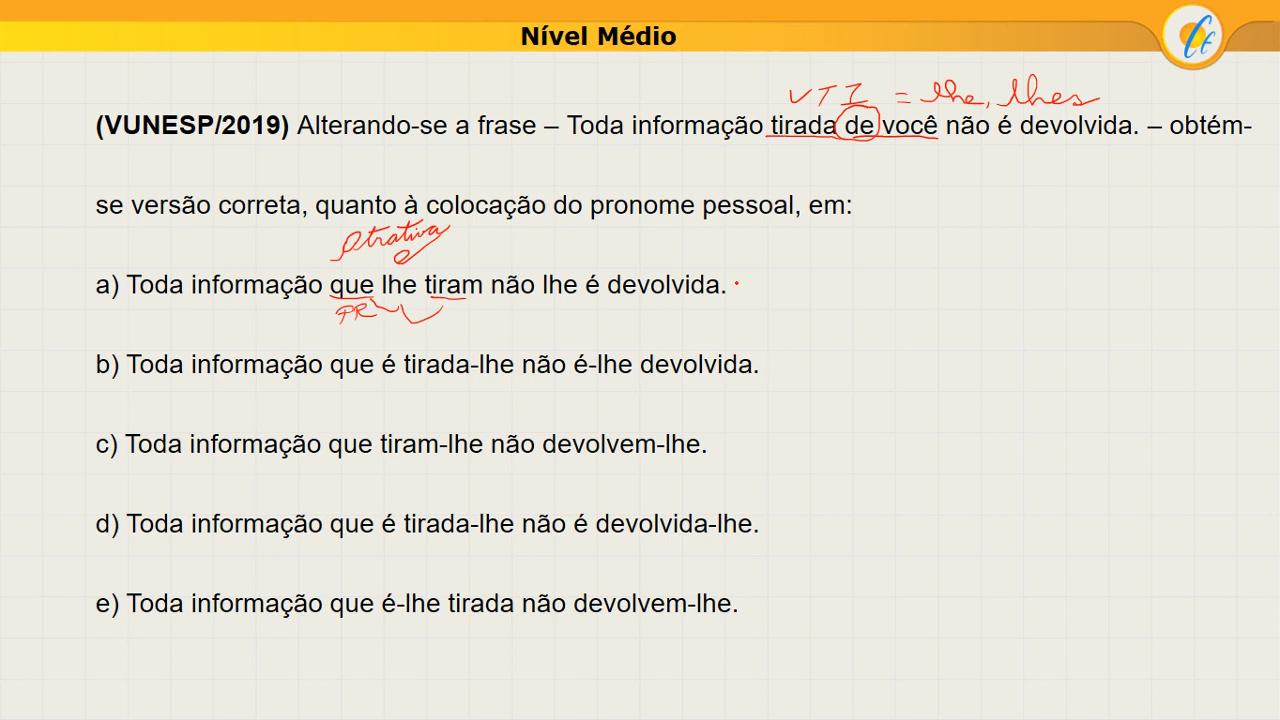 Nível Médio
VTI = lhe, lhes
(VUNESP/2019) Alterando-se a frase – Toda informação tirada de você não é devolvida. – obtém-
se versão correta, quanto à colocação do pronome pessoal, em:
atrativa
a) Toda informação que lhe tiram não lhe é devolvida.
PR
b) Toda informação que é tirada-lhe não é-lhe devolvida.
c) Toda informação que tiram-lhe não devolvem-lhe.
d) Toda informação que é tirada-lhe não é devolvida-lhe.
e) Toda informação que é-lhe tirada não devolvem-lhe.